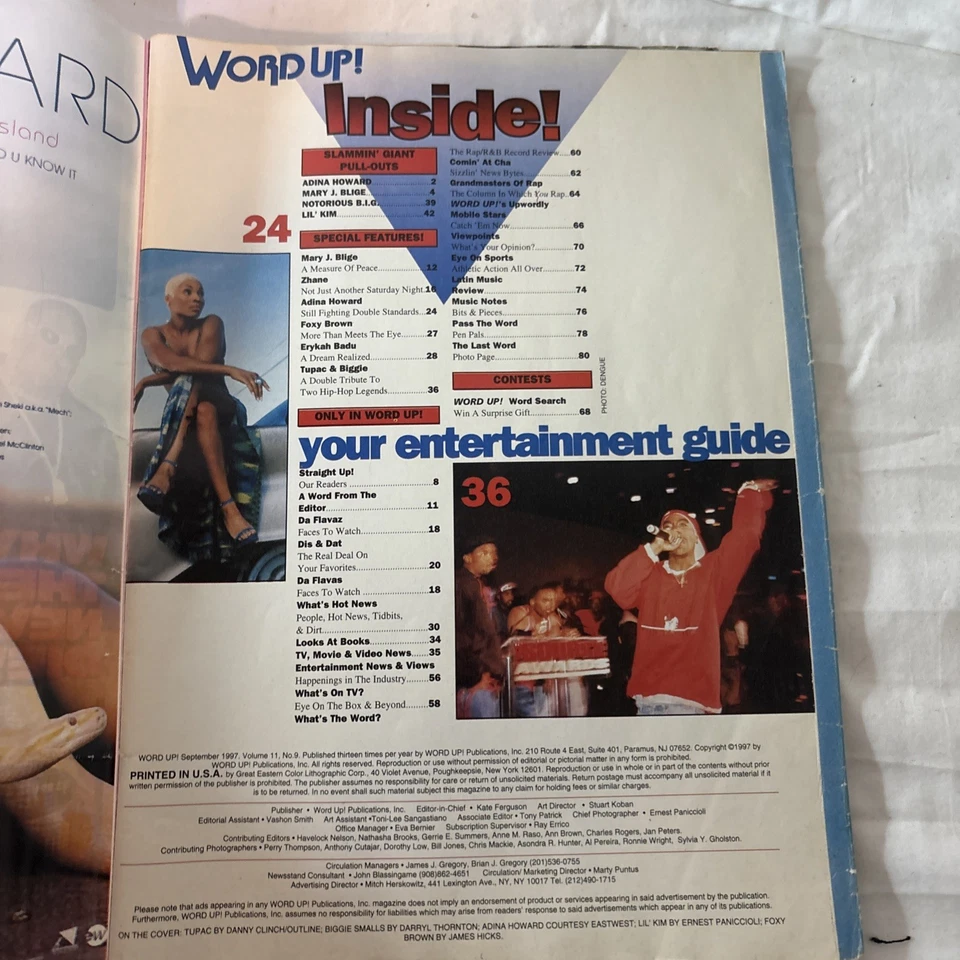 ARD
sland
D U KNOW IT
Sheki a.k.a. "Mech";
en:
el McClinton
WORD UP!
Inside!
SLAMMIN' GIANT
PULL-OUTS
ADINA HOWARD 2
MARY J. BLIGE 4
NOTORIOUS B.I.G. 39
LIL' KIM 42
24
SPECIAL FEATURES!
Mary J. Blige
A Measure Of Peace 12
Zhane
Not Just Another Saturday Night. 16
Adina Howard
Still Fighting Double Standards...24
Foxy Brown
More Than Meets The Eye 27
Erykah Badu
A Dream Realized 28
Tupac & Biggie
A Double Tribute To
Two Hip-Hop Legends 36
ONLY IN WORD UP!
The Rap/R&B Record Review....60
Comin' At Cha
Sizzlin' News Bytes 62
Grandmasters Of Rap
The Column In Which You Rap..64
WORD UP!'s Upwordly
Mobile Stars
Catch 'Em Now 66
Viewpoints
What's Your Opinion? 70
Eye On Sports
Athletic Action All Over 72
Latin Music
Review 74
Music Notes
Bits & Pieces 76
Pass The Word
Pen Pals 78
The Last Word
Photo Page 80
CONTESTS
WORD UP! Word Search
Win A Surprise Gift 68
PHOTO: DENGUE
your entertainment guide
Straight Up!
Our Readers 8
A Word From The
Editor 11
Da Flavaz
Faces To Watch 18
Dis & Dat
The Real Deal On
Your Favorites 20
Da Flavas
Faces To Watch 18
What's Hot News
People, Hot News, Tidbits,
& Dirt 30
Looks At Books 34
TV, Movie & Video News 35
Entertainment News & Views
Happenings in The Industry 56
What's On TV?
Eye On The Box & Beyond 58
What's The Word?
36
WORD UP! September 1997, Volume 11, No.9. Published thirteen times per year by WORD UP! Publications, Inc. 210 Route 4 East, Suite 401, Paramus, NJ 07652. Copyright ©1997 by
WORD UP! Publications, Inc. All rights reserved. Reproduction or use without permission of editorial or pictorial matter in any form is prohibited.
PRINTED IN U.S.A. by Great Eastern Color Lithographic Corp., 40 Violet Avenue, Poughkeepsie, New York 12601. Reproduction or use in whole or in part of the contents without prior
written permission of the publisher is prohibited. The publisher assumes no responsibility for care or return of unsolicited materials. Return postage must accompany all unsolicited material if it
is to be returned. In no event shall such material subject this magazine to any claim for holding fees or similar charges.
Publisher • Word Up! Publications, Inc. Editor-in-Chief • Kate Ferguson Art Director • Stuart Koban
Editorial Assistant • Vashon Smith Art Assistant •Toni-Lee Sangastiano Associate Editor • Tony Patrick Chief Photographer • Ernest Paniccioli
Office Manager • Eva Bernier Subscription Supervisor • Ray Errico
Contributing Editors • Havelock Nelson, Nathasha Brooks, Gerrie E. Summers, Anne M. Raso, Ann Brown, Charles Rogers, Jan Peters.
Contributing Photographers • Perry Thompson, Anthony Cutajar, Dorothy Low, Bill Jones, Chris Mackie, Asondra R. Hunter, Al Pereira, Ronnie Wright, Sylvia Y. Gholston.
Circulation Managers • James J. Gregory, Brian J. Gregory (201)536-0755
Newsstand Consultant • John Blassingame (908)662-4651 Circulation/ Marketing Director • Marty Puntus
Advertising Director • Mitch Herskowitz, 441 Lexington Ave., NY, NY 10017 Tel. (212)490-1715
Please note that ads appearing in any WORD UP! Publications, Inc. magazine does not imply an endorsement of product or services appearing in said advertisement by the publication.
Furthermore, WORD UP! Publications, Inc. assumes no responsibility for liabilities which may arise from readers' response to said advertisements which appear in any of its publications.
ON THE COVER: TUPAC BY DANNY CLINCH/OUTLINE; BIGGIE SMALLS BY DARRYL THORNTON; ADINA HOWARD COURTESY EASTWEST; LIL' KIM BY ERNEST PANICCIOLI; FOXY
BROWN BY JAMES HICKS.